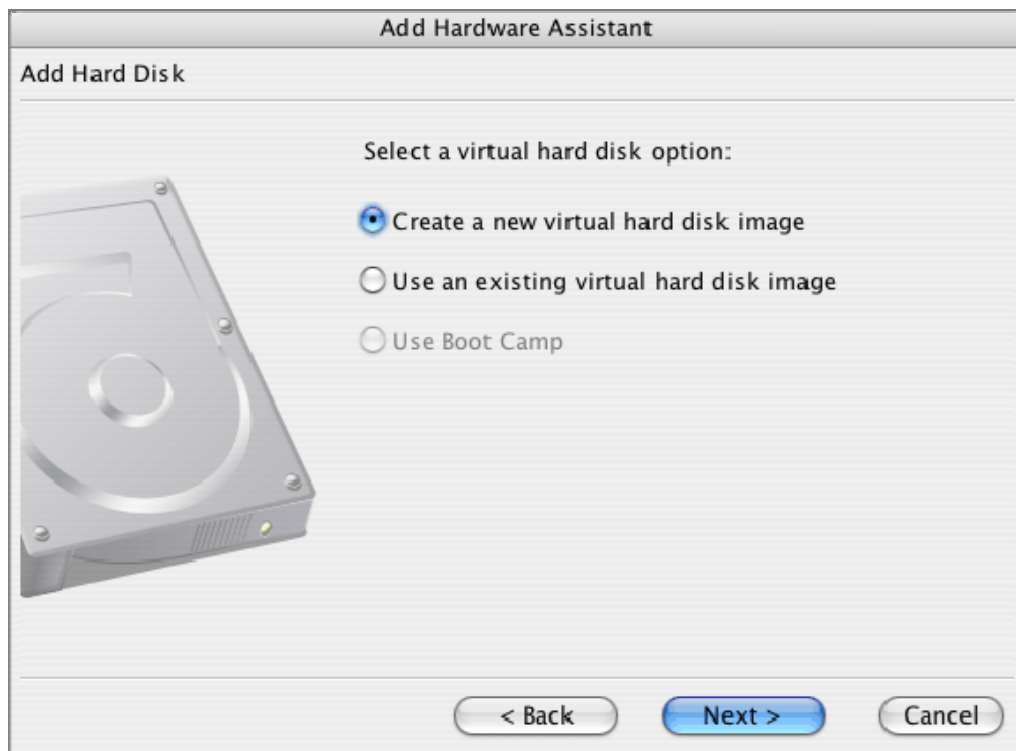 Add Hardware Assistant
Add Hard Disk
Select a virtual hard disk option:
Create a new virtual hard disk image
Use an existing virtual hard disk image
Use Boot Camp
< Back Next > Cancel